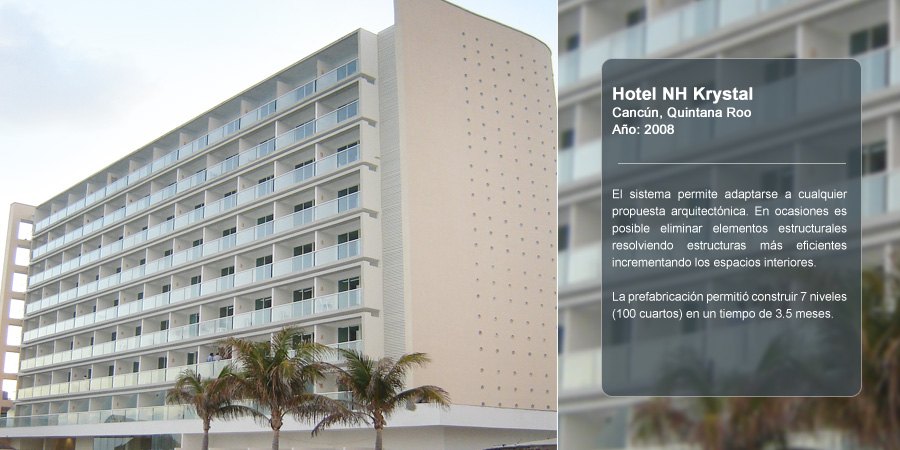 Hotel NH Krystal
Cancún, Quintana Roo
Año: 2008
El sistema permite adaptarse a cualquier
propuesta arquitectónica. En ocasiones es
posible eliminar elementos estructurales
resolviendo estructuras más eficientes
incrementando los espacios interiores.
La prefabricación permitió construir 7 niveles
(100 cuartos) en un tiempo de 3.5 meses.